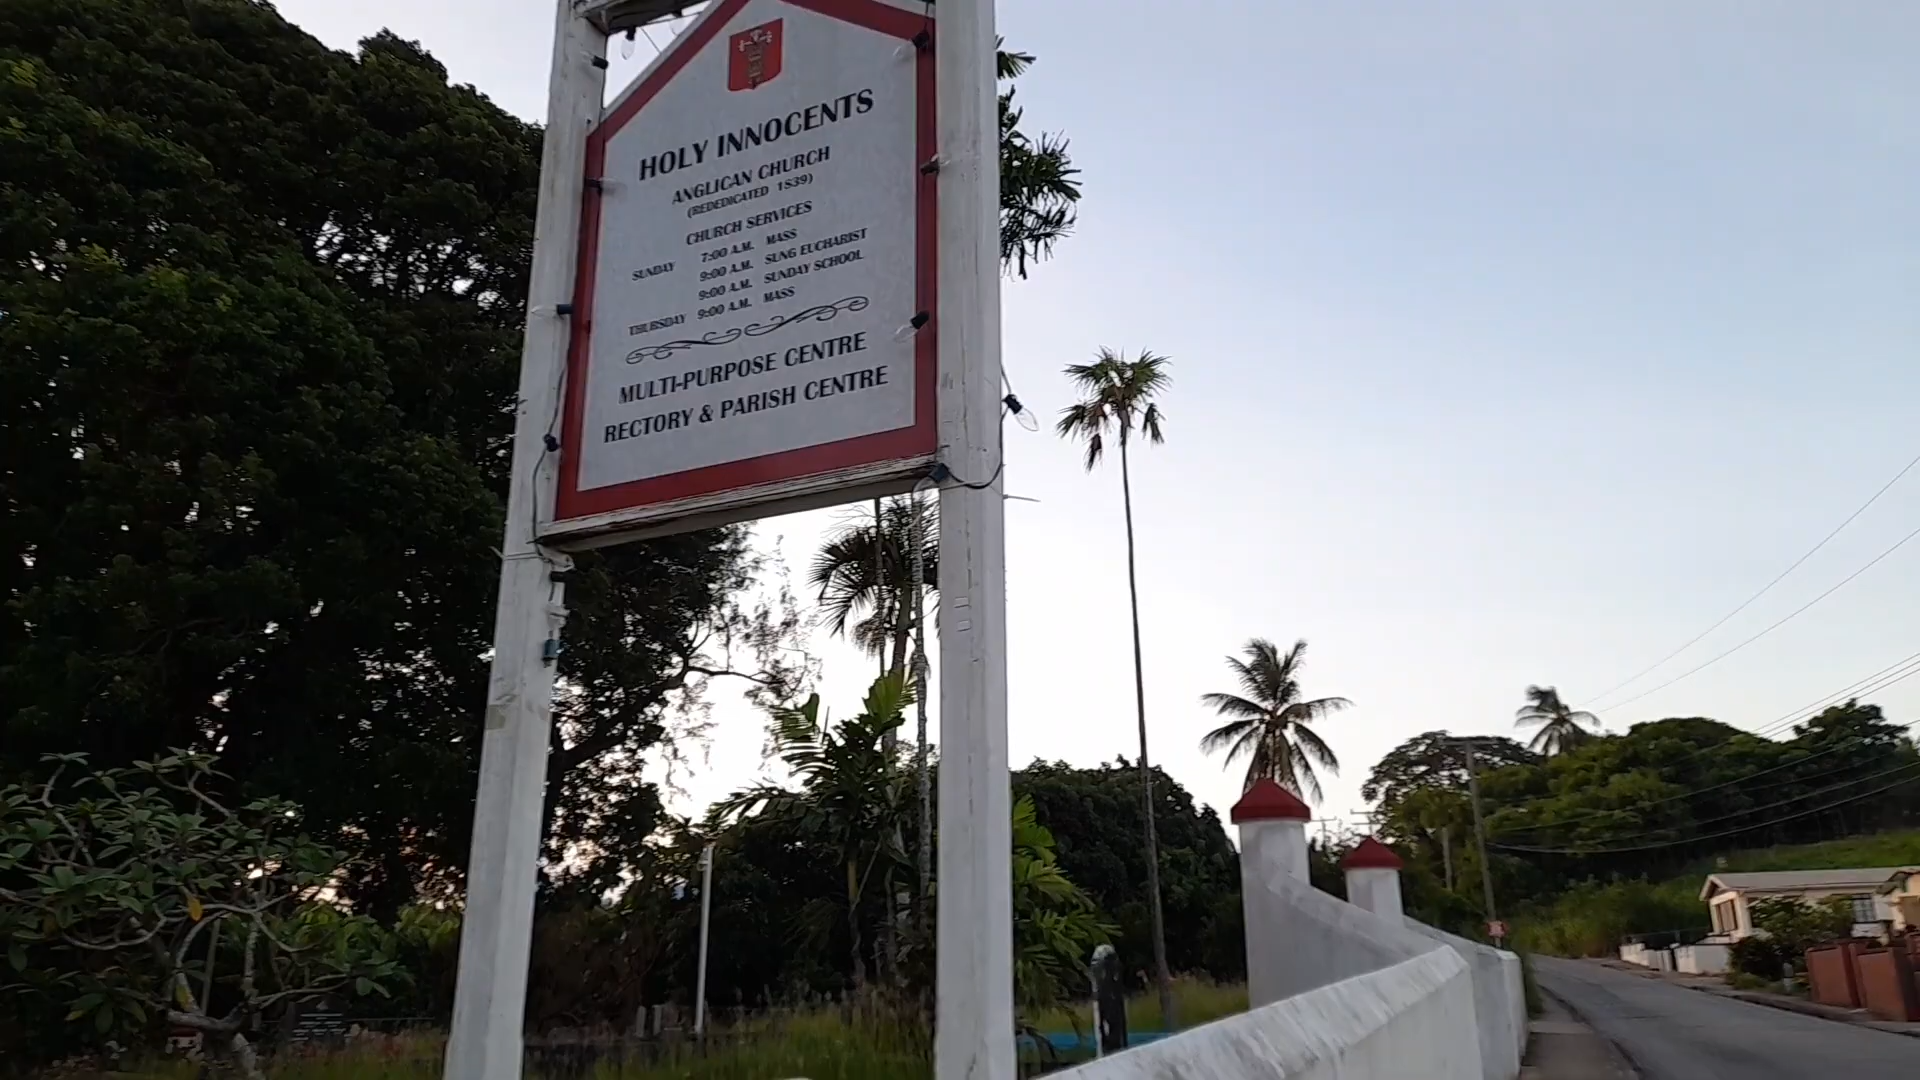 HOLY INNOCENTS
ANGLICAN CHURCH
(REDEDICATED 1839)
CHURCH SERVICES
SUNDAY 7:00 A.M. MASS
9:00 A.M. SUNG EUCHARIST
9:00 A.M. SUNDAY SCHOOL
THURSDAY 9:00 A.M. MASS
MULTI-PURPOSE CENTRE
RECTORY & PARISH CENTRE